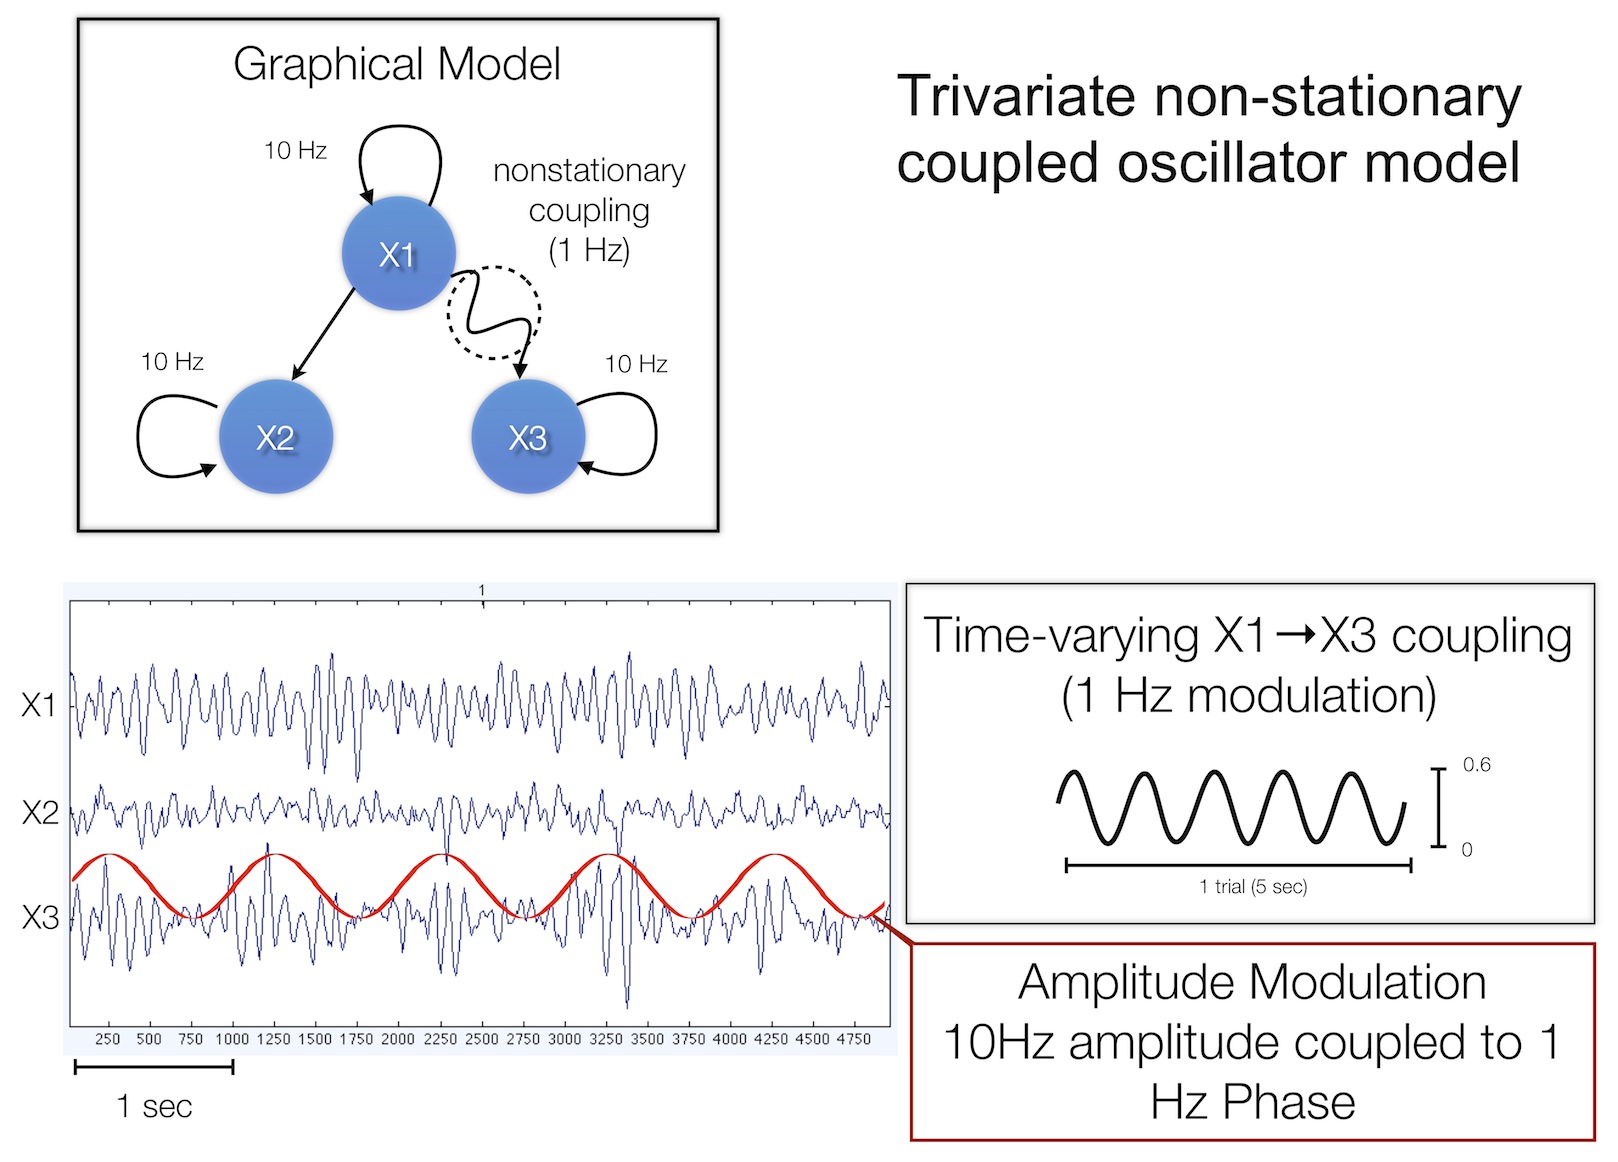 Graphical Model
10 Hz
nonstationary
coupling
(1 Hz)
X1
10 Hz
10 Hz
X2
X3
Trivariate non-stationary
coupled oscillator model
1
X1
X2
X3
250 500 750 1000 1250 1500 1750 2000 2250 2500 2750 3000 3250 3500 3750 4000 4250 4500 4750
1 sec
Time-varying X1→X3 coupling
(1 Hz modulation)
0.6
0
1 trial (5 sec)
Amplitude Modulation
10Hz amplitude coupled to 1
Hz Phase